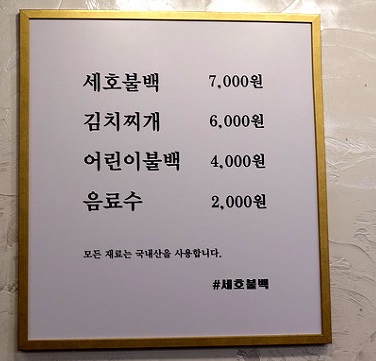 세호불백 7,000원
김치찌개 6,000원
어린이불백 4,000원
음료수 2,000원
모든 재료는 국내산을 사용합니다.
#세호불백